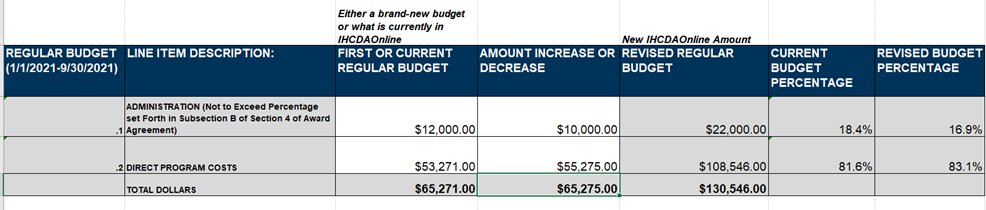 Either a brand-new budget
or what is currently in
IHCDAOnline
New IHCDAOnline Amount
REGULAR BUDGET
(1/1/2021-9/30/2021)
LINE ITEM DESCRIPTION:
FIRST OR CURRENT
REGULAR BUDGET
AMOUNT INCREASE OR
DECREASE
REVISED REGULAR
BUDGET
CURRENT
BUDGET
PERCENTAGE
REVISED BUDGET
PERCENTAGE
.1
ADMINISTRATION (Not to Exceed Percentage
set Forth in Subsection B of Section 4 of Award
Agreement)
$12,000.00
$10,000.00
$22,000.00
18.4%
16.9%
.2
DIRECT PROGRAM COSTS
$53,271.00
$55,275.00
$108,546.00
81.6%
83.1%
TOTAL DOLLARS
$65,271.00
$65,275.00
$130,546.00